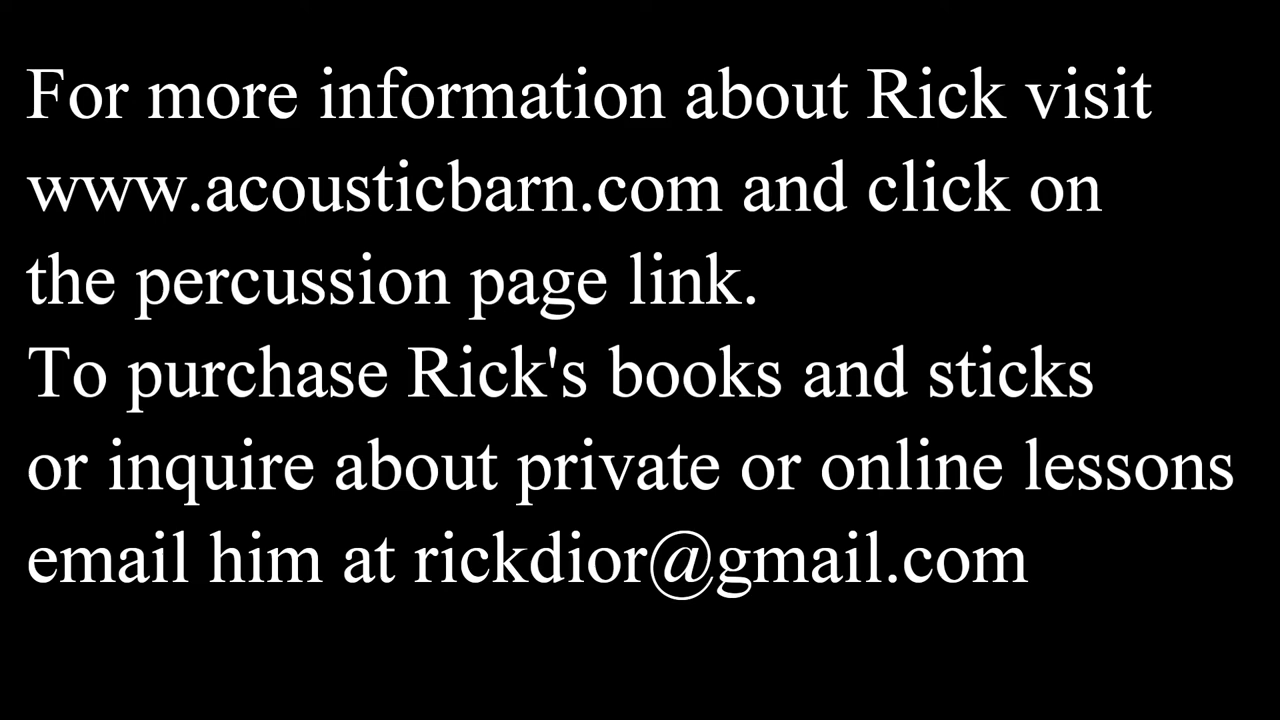 For more information about Rick visit
www.acousticbarn.com and click on
the percussion page link.
To purchase Rick's books and sticks
or inquire about private or online lessons
email him at rickdior@gmail.com